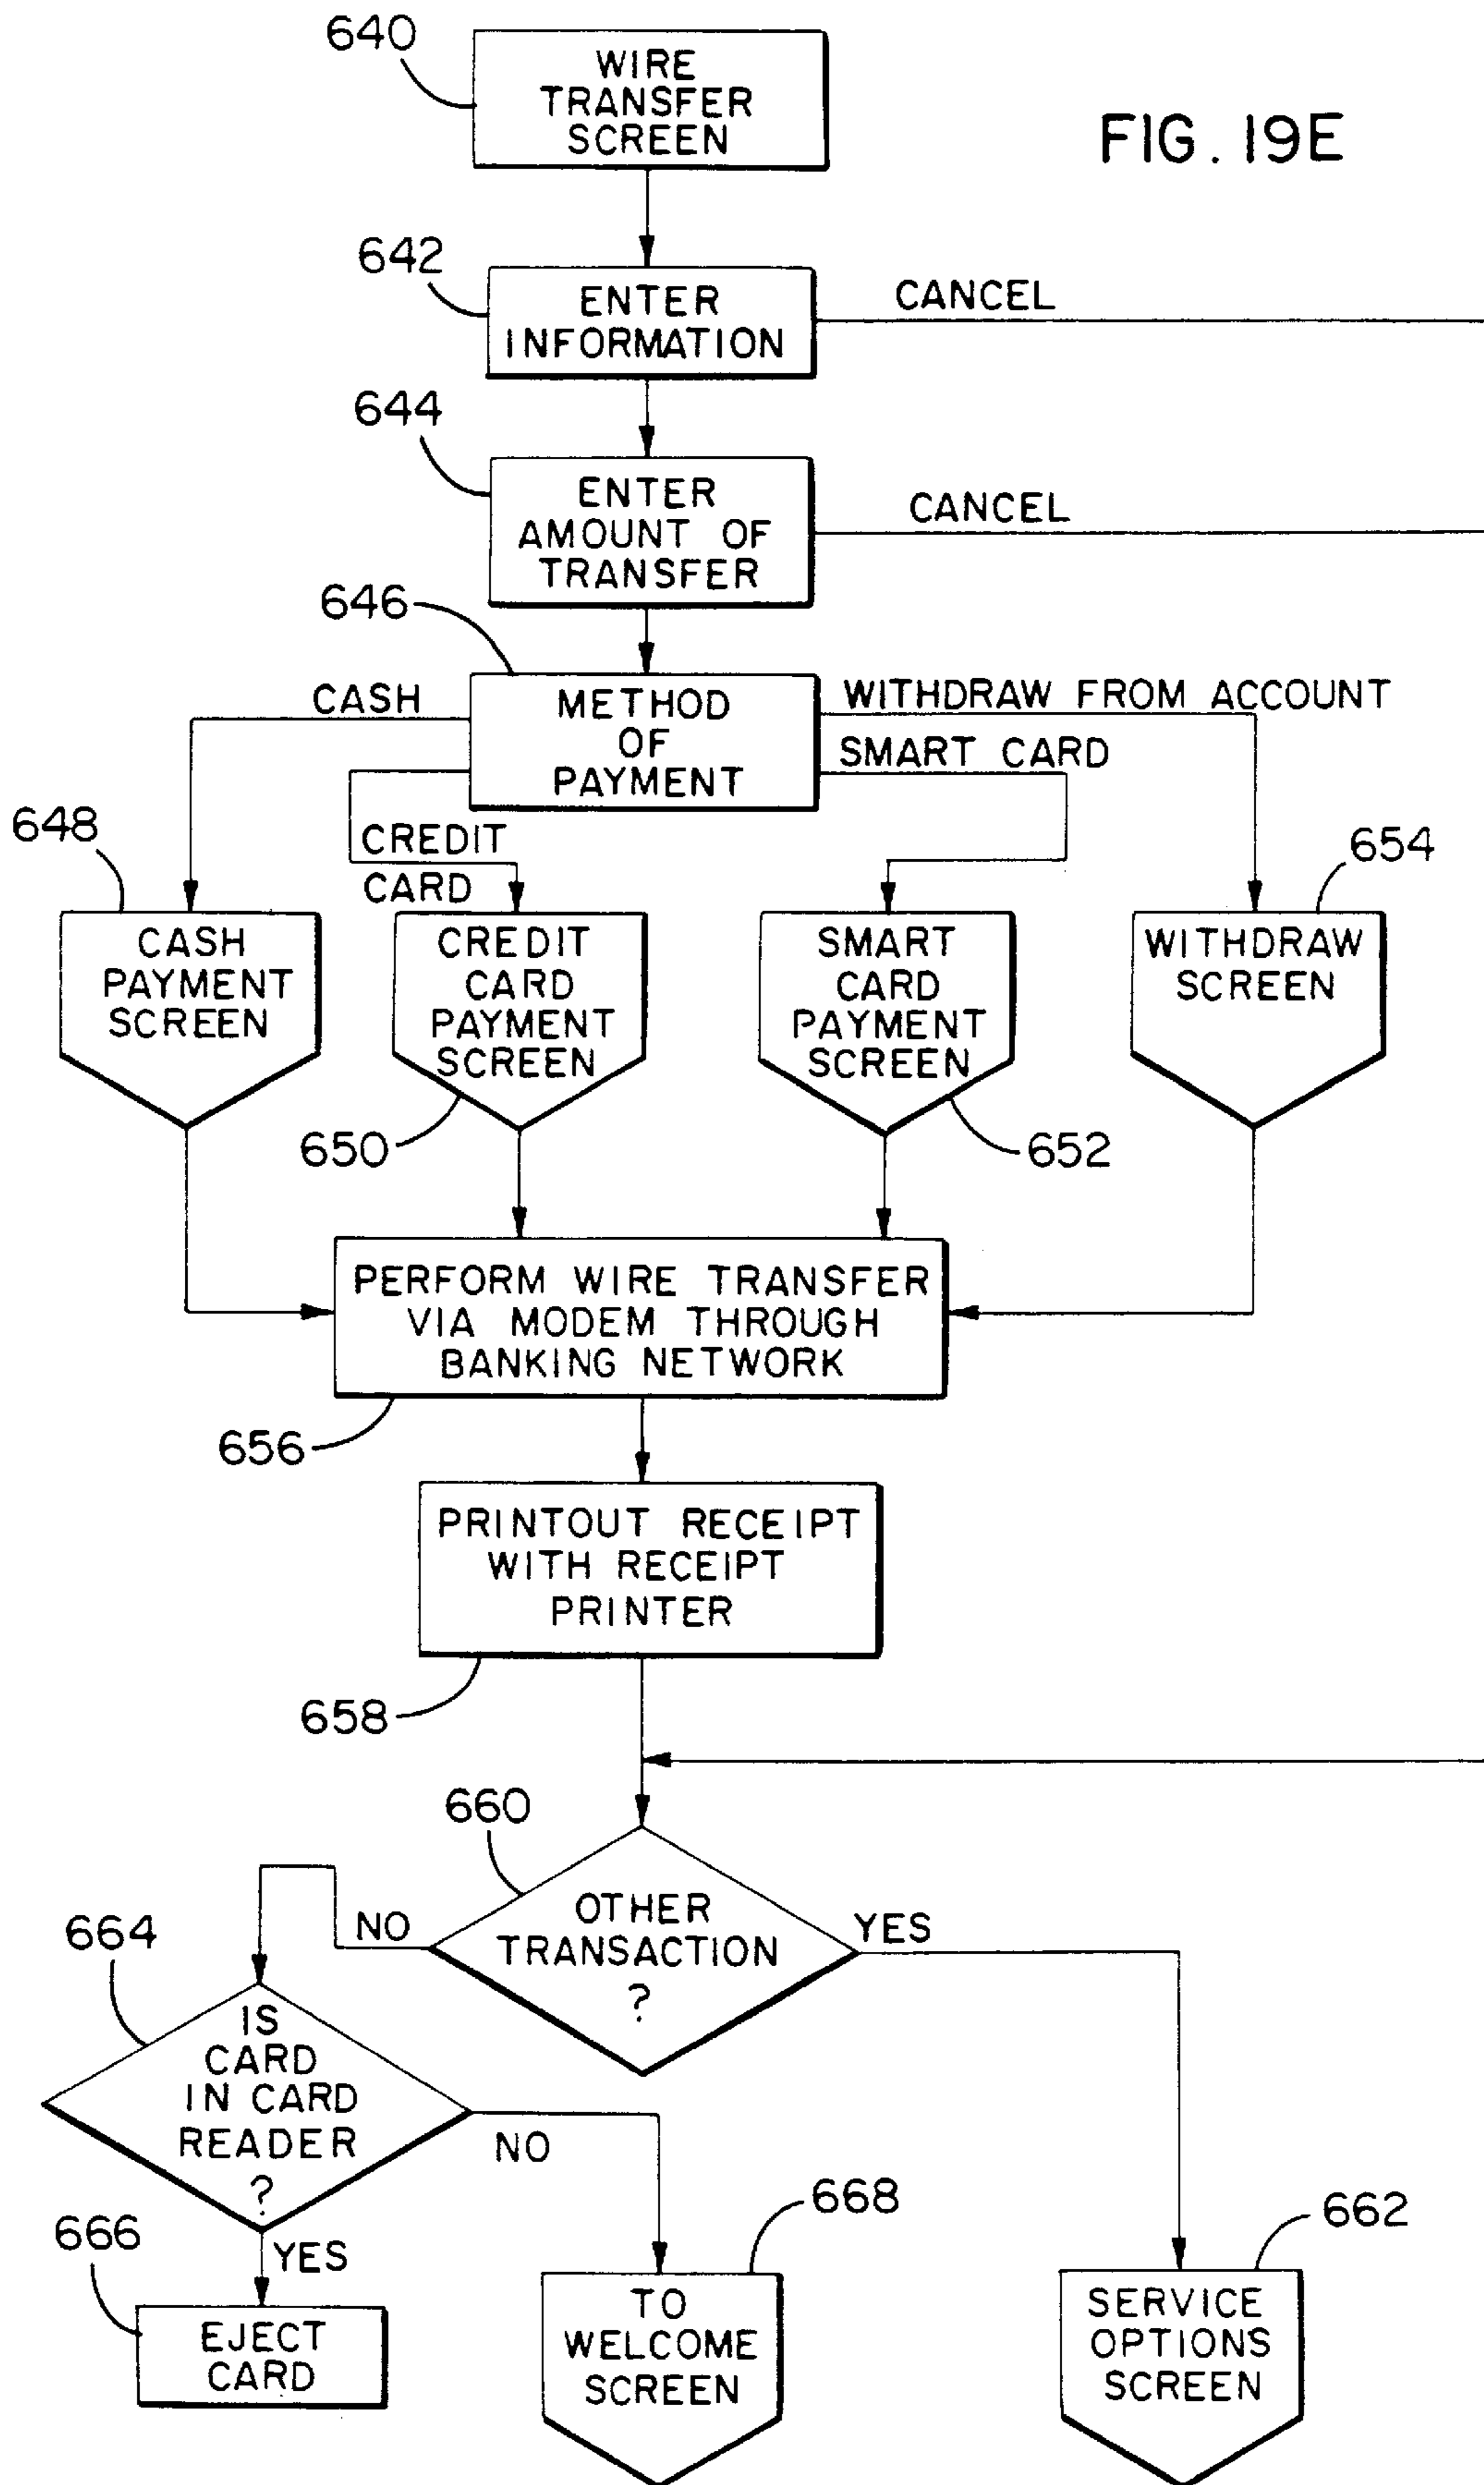 640
WIRE
TRANSFER
SCREEN
FIG. 19E
642
ENTER
INFORMATION
CANCEL
644
ENTER
AMOUNT OF
TRANSFER
CANCEL
646
METHOD
OF
PAYMENT
CASH
WITHDRAW FROM ACCOUNT
SMART CARD
CREDIT
CARD
648
CASH
PAYMENT
SCREEN
CREDIT
CARD
PAYMENT
SCREEN
650
SMART
CARD
PAYMENT
SCREEN
652
654
WITHDRAW
SCREEN
PERFORM WIRE TRANSFER
VIA MODEM THROUGH
BANKING NETWORK
656
PRINTOUT RECEIPT
WITH RECEIPT
PRINTER
658
660
OTHER
TRANSACTION
?
NO
YES
664
IS
CARD
IN CARD
READER
?
NO
YES
666
EJECT
CARD
668
TO
WELCOME
SCREEN
662
SERVICE
OPTIONS
SCREEN